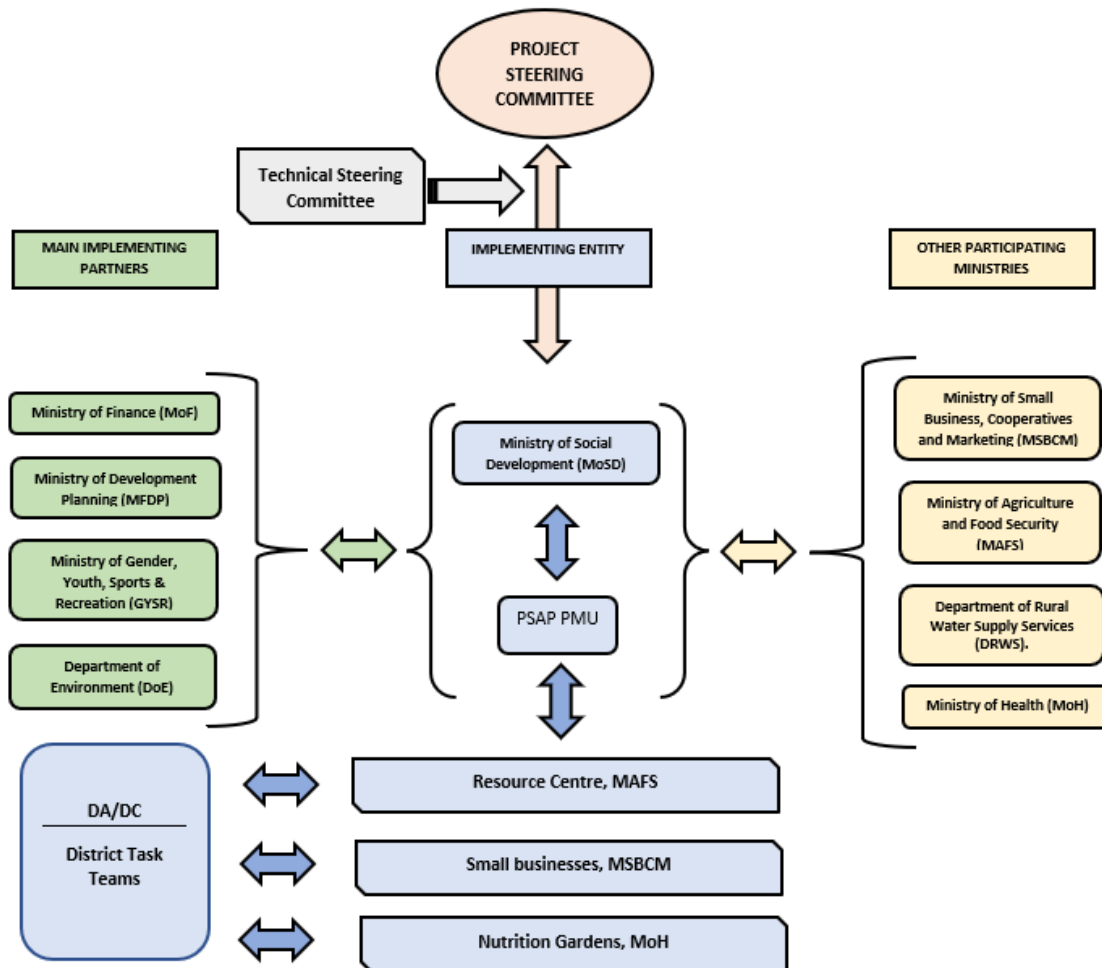 PROJECT
STEERING
COMMITTEE
Technical Steering
Committee
MAIN IMPLEMENTING
PARTNERS
IMPLEMENTING ENTITY
OTHER PARTICIPATING
MINISTRIES
Ministry of Finance (MoF)
Ministry of Development
Planning (MFDP)
Ministry of Gender,
Youth, Sports &
Recreation (GYSR)
Department of
Environment (DoE)
Ministry of Social
Development (MoSD)
PSAP PMU
Ministry of Small
Business, Cooperatives
and Marketing (MSBCM)
Ministry of Agriculture
and Food Security
(MAFS)
Department of Rural
Water Supply Services
(DRWS).
Ministry of Health (MoH)
DA/DC
District Task
Teams
Resource Centre, MAFS
Small businesses, MSBCM
Nutrition Gardens, MoH